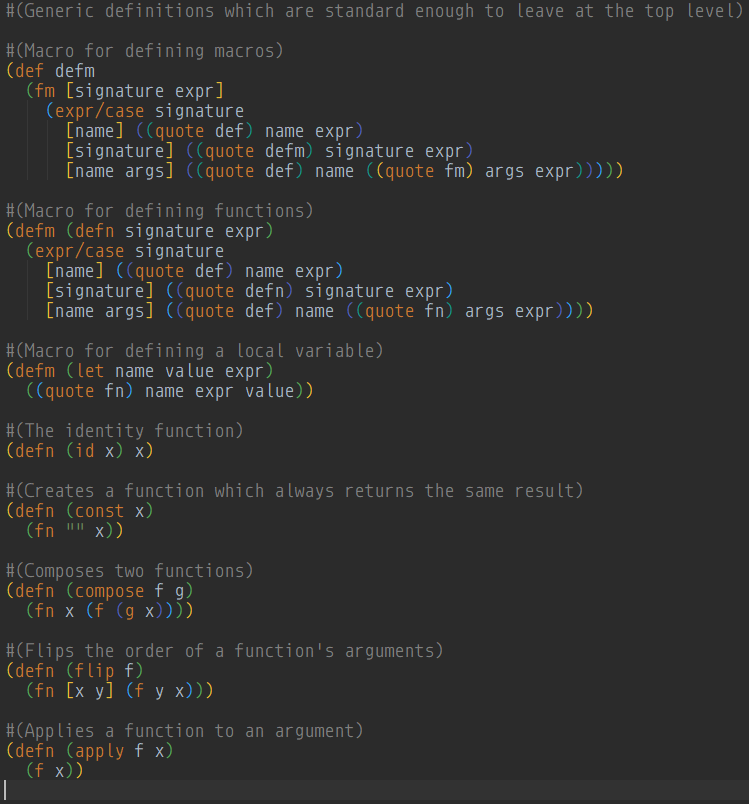 #(Generic definitions which are standard enough to leave at the top level)
#(Macro for defining macros)
(def defm
(fm [signature expr]
(expr/case signature
[name] ((quote def) name expr)
[signature] ((quote defm) signature expr)
[name args] ((quote def) name ((quote fm) args expr)))))
#(Macro for defining functions)
(defm (defn signature expr)
(expr/case signature
[name] ((quote def) name expr)
[signature] ((quote defn) signature expr)
[name args] ((quote def) name ((quote fn) args expr))))
#(Macro for defining a local variable)
(defm (let name value expr)
((quote fn) name expr value))
#(The identity function)
(defn (id x) x)
#(Creates a function which always returns the same result)
(defn (const x)
(fn "" x))
#(Composes two functions)
(defn (compose f g)
(fn x (f (g x))))
#(Flips the order of a function's arguments)
(defn (flip f)
(fn [x y] (f y x)))
#(Applies a function to an argument)
(defn (apply f x)
(f x))